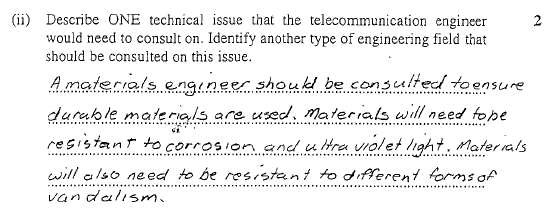 (ii) Describe ONE technical issue that the telecommunication engineer 2
would need to consult on. Identify another type of engineering field that
should be consulted on this issue.
A materials engineer should be consulted to ensure
durable materials are used. Materials will need to be
resistant to corrosion and ultra violet light. Materials
will also need to be resistant to different forms of
vandalism.